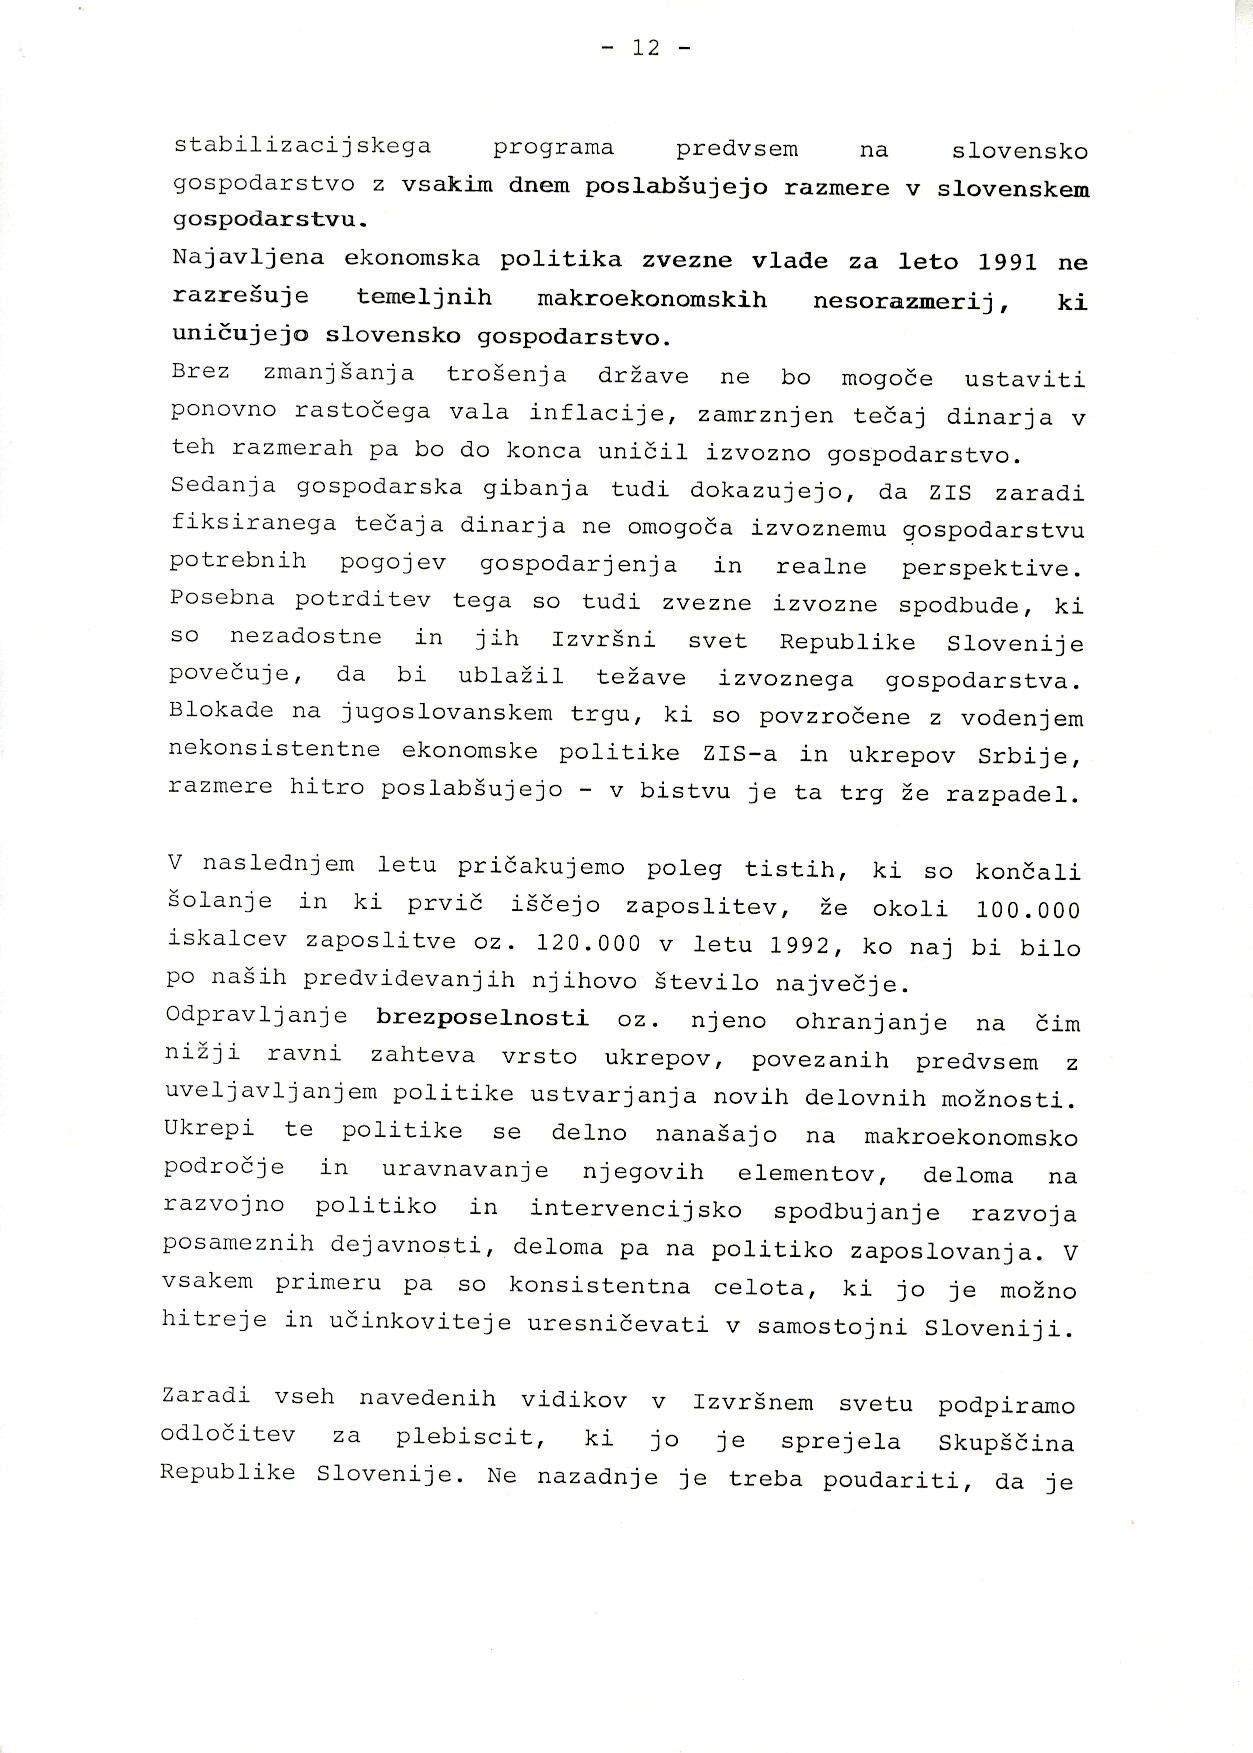 - 12 -
stabilizacijskega programa predvsem na slovensko
gospodarstvo z vsakim dnem poslabšujejo razmere v slovenskem
gospodarstvu.
Najavljena ekonomska politika zvezne vlade za leto 1991 ne
razrešuje temeljnih makroekonomskih nesorazmerij, ki
uničujejo slovensko gospodarstvo.
Brez zmanjšanja trošenja države ne bo mogoče ustaviti
ponovno rastočega vala inflacije, zamrznjen tečaj dinarja v
teh razmerah pa bo do konca uničil izvozno gospodarstvo.
Sedanja gospodarska gibanja tudi dokazujejo, da ZIS zaradi
fiksiranega tečaja dinarja ne omogoča izvoznemu gospodarstvu
potrebnih pogojev gospodarjenja in realne perspektive.
Posebna potrditev tega so tudi zvezne izvozne spodbude, ki
so nezadostne in jih Izvršni svet Republike Slovenije
povečuje, da bi ublažil težave izvoznega gospodarstva.
Blokade na jugoslovanskem trgu, ki so povzročene z vodenjem
nekonsistentne ekonomske politike ZIS-a in ukrepov Srbije,
razmere hitro poslabšujejo - v bistvu je ta trg že razpadel.
V naslednjem letu pričakujemo poleg tistih, ki so končali
šolanje in ki prvič iščejo zaposlitev, že okoli 100.000
iskalcev zaposlitve oz. 120.000 v letu 1992, ko naj bi bilo
po naših predvidevanjih njihovo število največje.
Odpravljanje brezposelnosti oz. njeno ohranjanje na čim
nižji ravni zahteva vrsto ukrepov, povezanih predvsem z
uveljavljanjem politike ustvarjanja novih delovnih možnosti.
Ukrepi te politike se delno nanašajo na makroekonomsko
področje in uravnavanje njegovih elementov, deloma na
razvojno politiko in intervencijsko spodbujanje razvoja
posameznih dejavnosti, deloma pa na politiko zaposlovanja. V
vsakem primeru pa so konsistentna celota, ki jo je možno
hitreje in učinkoviteje uresničevati v samostojni Sloveniji.
Zaradi vseh navedenih vidikov v Izvršnem svetu podpiramo
odločitev za plebiscit, ki jo je sprejela Skupščina
Republike Slovenije. Ne nazadnje je treba poudariti, da je